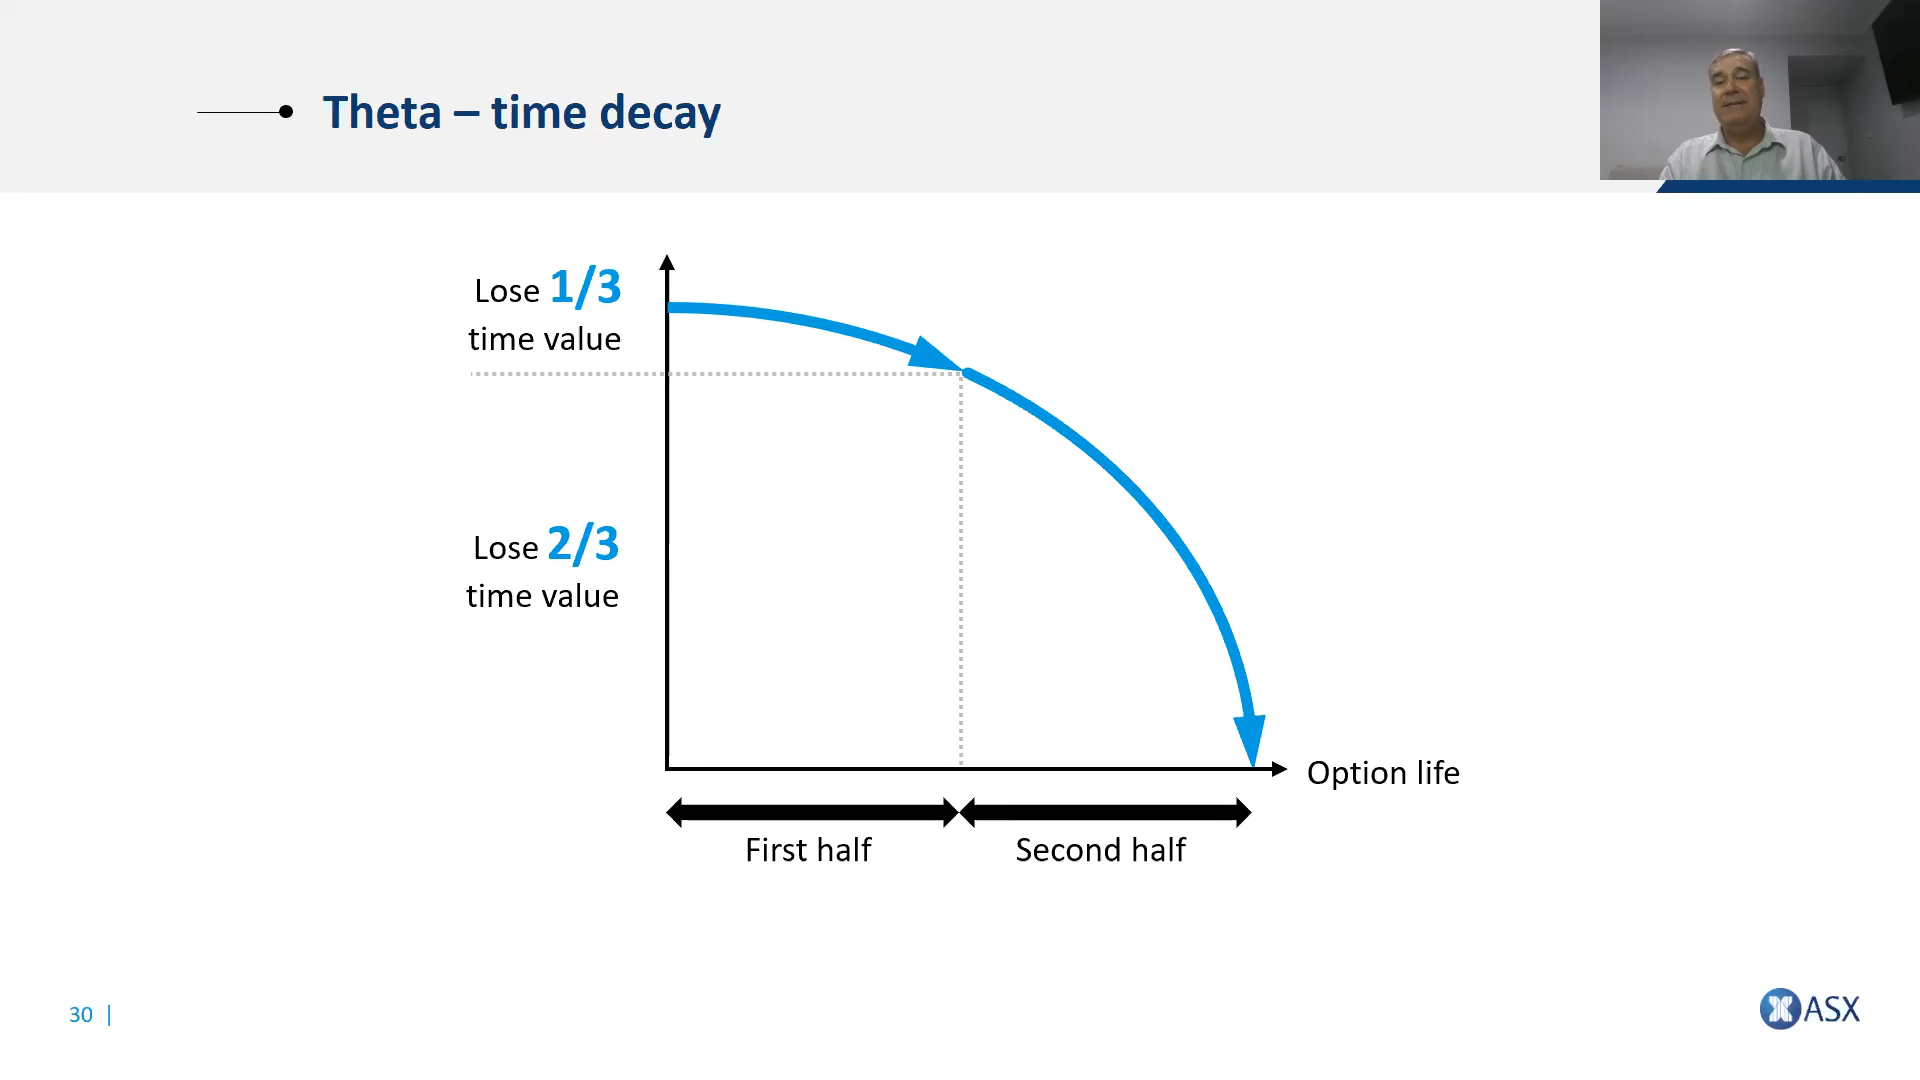 Theta – time decay
Lose 1/3
time value
Lose 2/3
time value
Option life
First half
Second half
30 |
ASX